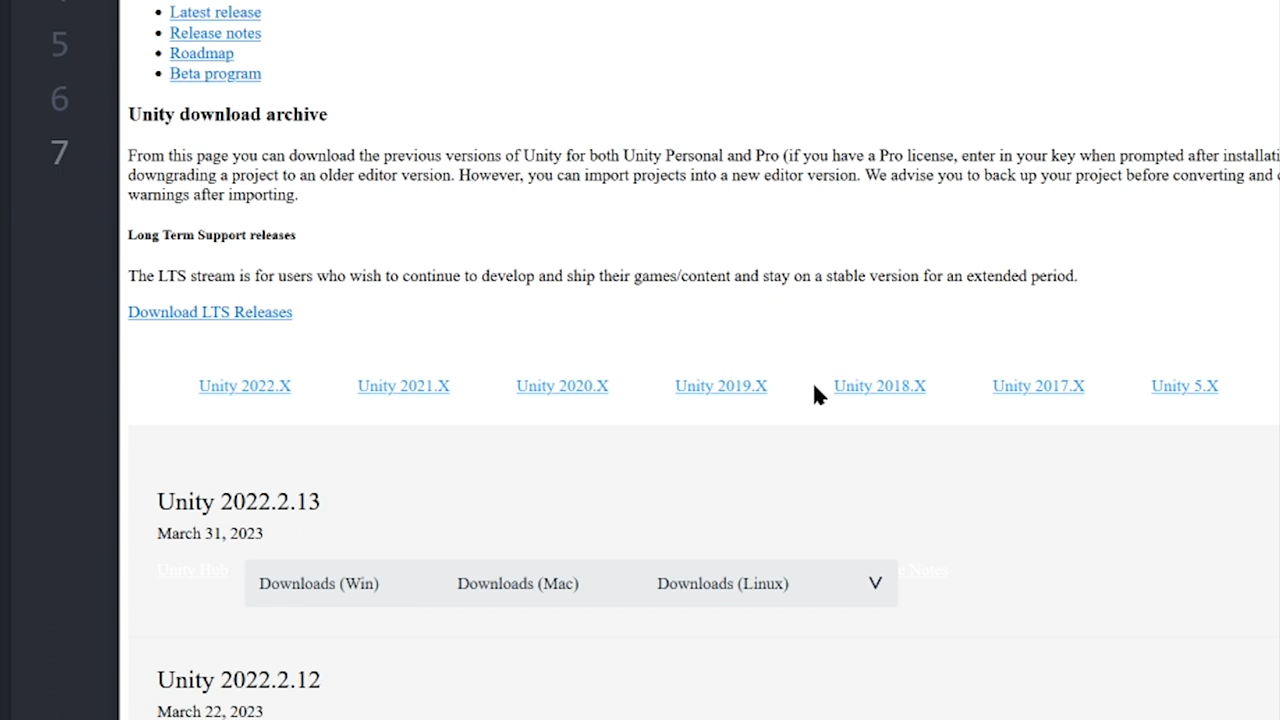 Latest release
5
Release notes
Roadmap
Beta program
6
Unity download archive
7
From this page you can download the previous versions of Unity for both Unity Personal and Pro (if you have a Pro license, enter in your key when prompted after
downgrading a project to an older editor version. However, you can import projects into a new editor version. We advise you to back up your project before converting and
warnings after importing.
Long Term Support releases
The LTS stream is for users who wish to continue to develop and ship their games/content and stay on a stable version for an extended period.
Download LTS Releases
Unity 2022.X Unity 2021.X Unity 2020.X Unity 2019.X Unity 2018.X Unity 2017.X Unity 5.X
Unity 2022.2.13
March 31, 2023
Unity Hub Downloads (Win) Downloads (Mac) Downloads (Linux) V Notes
Unity 2022.2.12
March 22, 2023